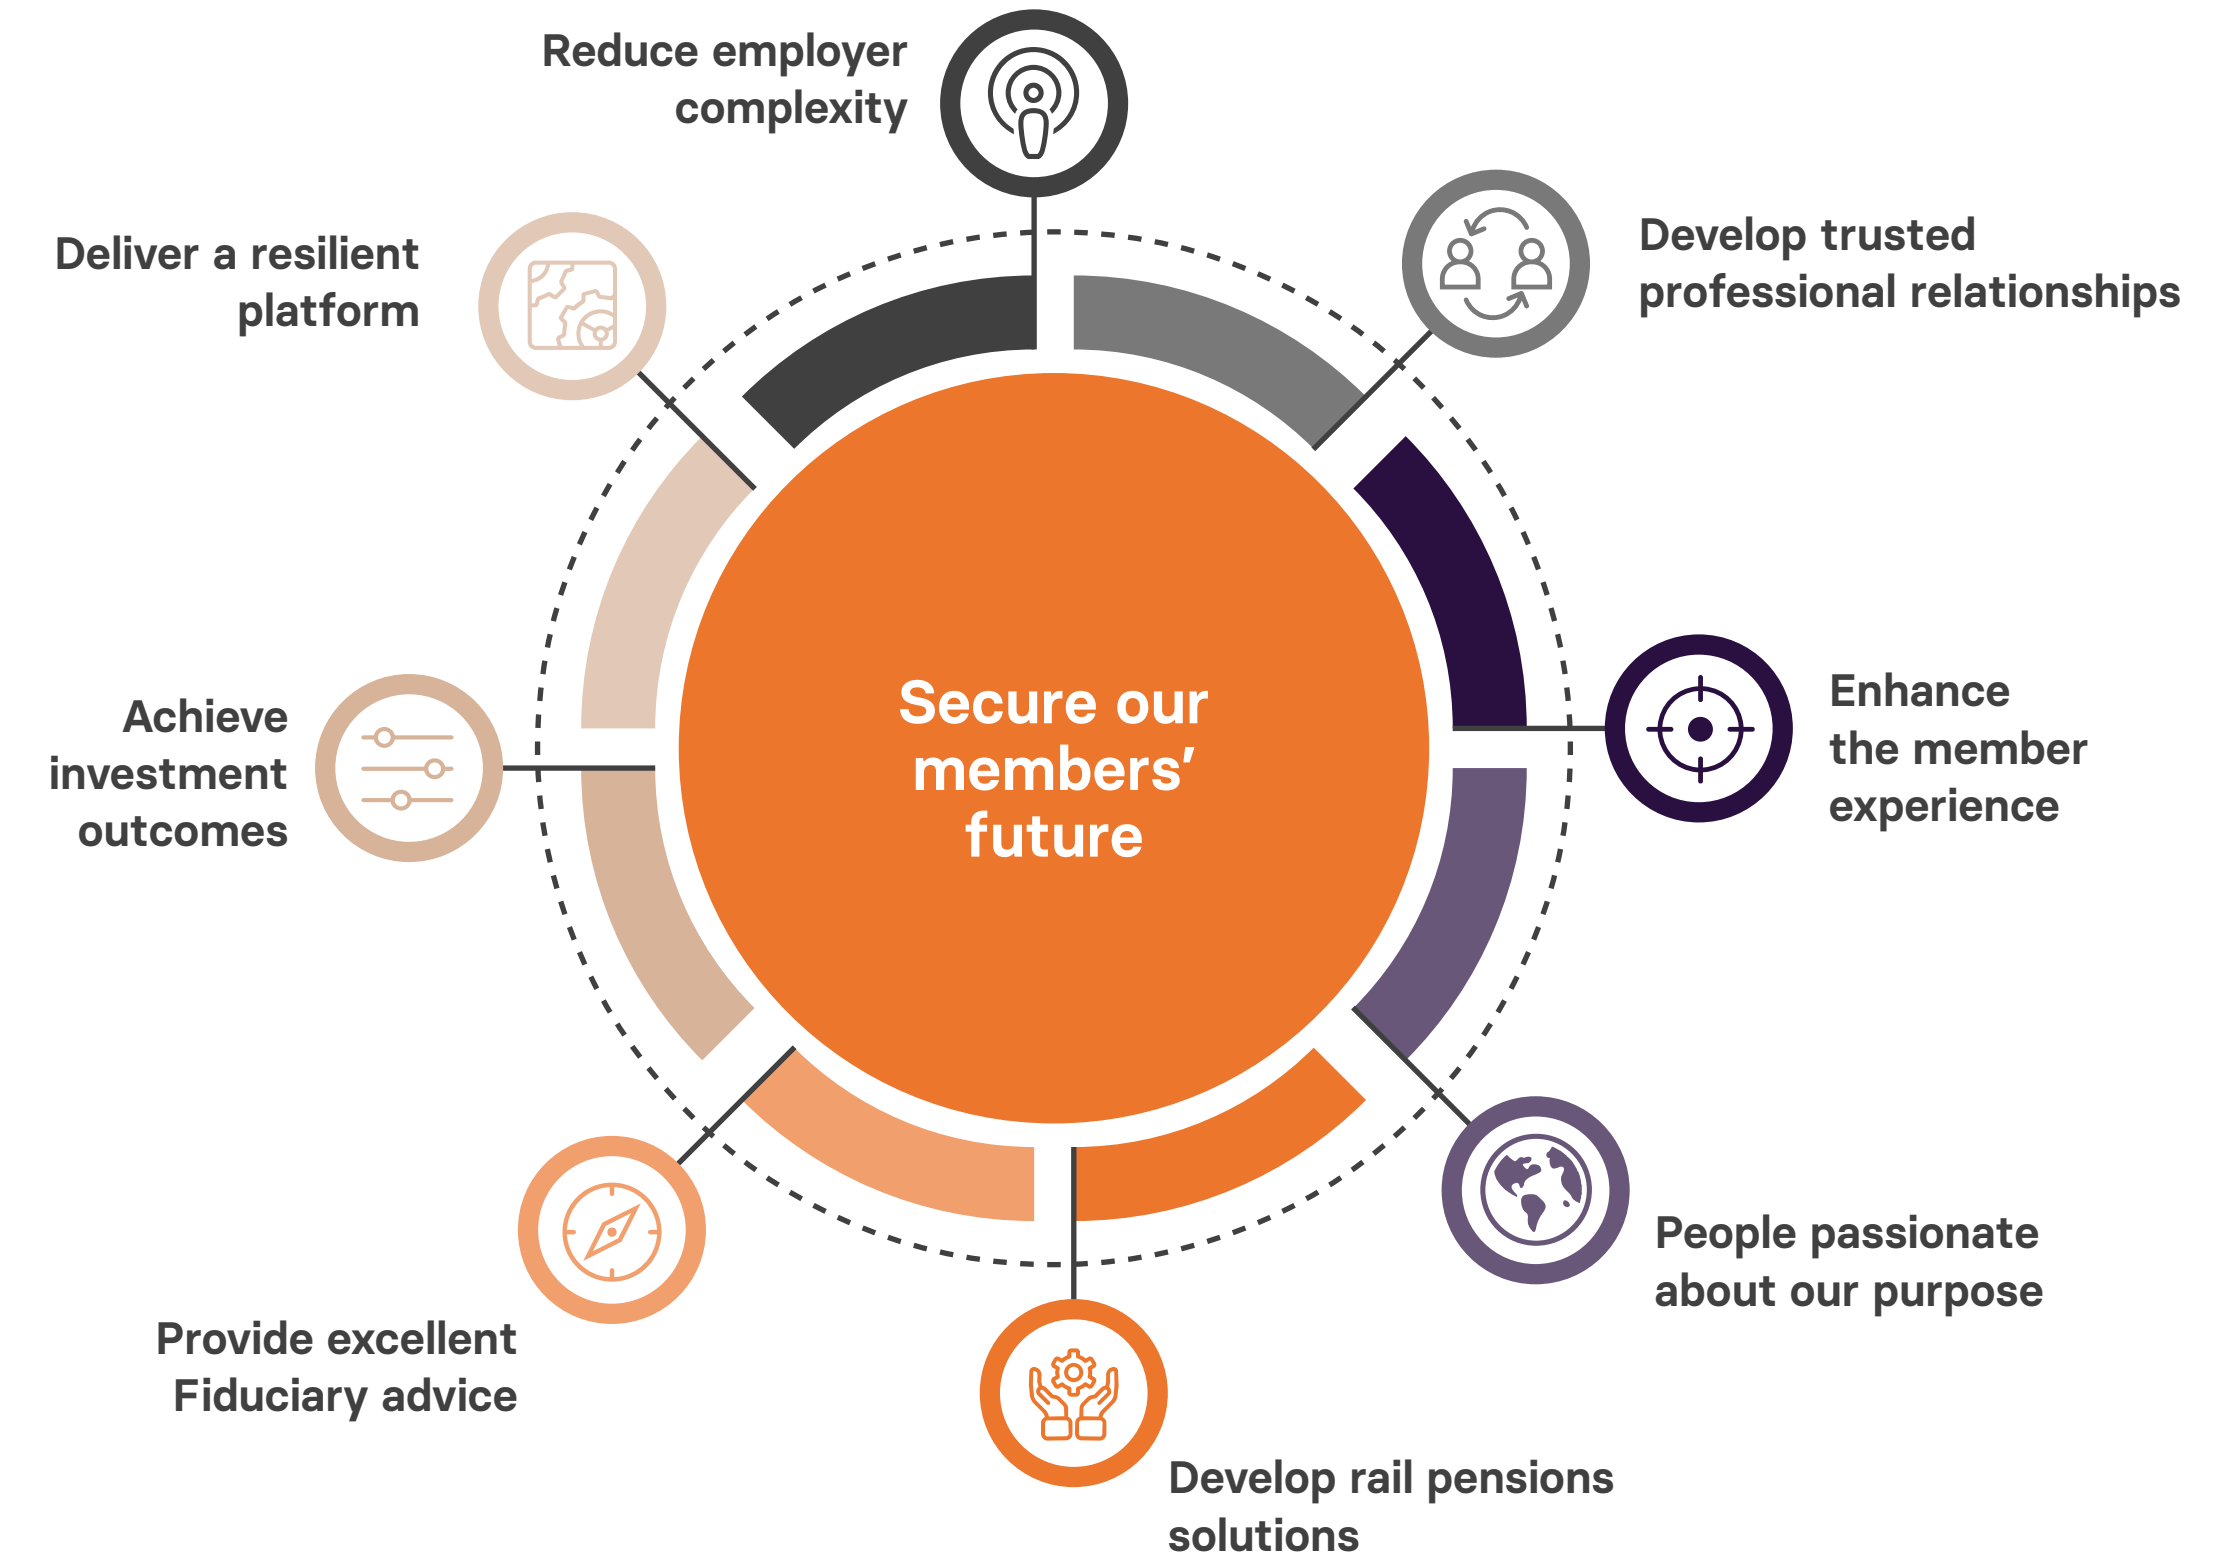 Reduce employer
complexity
Develop trusted
professional relationships
Deliver a resilient
platform
Enhance
the member
experience
Secure our
members’
future
Achieve
investment
outcomes
People passionate
about our purpose
Provide excellent
Fiduciary advice
Develop rail pensions
solutions